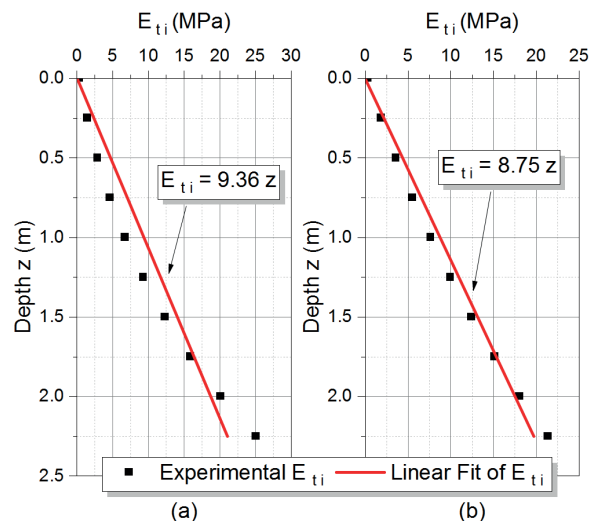 E t i (MPa)
0 5 10 15 20 25 30
0.0
0.5
1.0
1.5
2.0
2.5
Depth z (m)
E t i = 9.36 z
E t i (MPa)
0 5 10 15 20 25
0.0
0.5
1.0
1.5
2.0
Depth z (m)
E t i = 8.75 z
Experimental E t i
Linear Fit of E t i
(a)
(b)